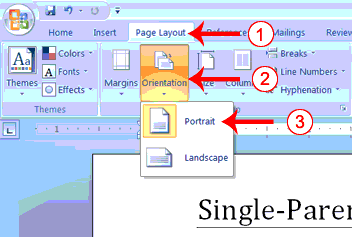 Home Insert Page Layout Mailings Review
1
Colors
Fonts
Effects
Themes
Margins
Orientation
Breaks
Line Numbers
Hyphenation
2
Themes
Portrait
3
Landscape
1
Single-Paren